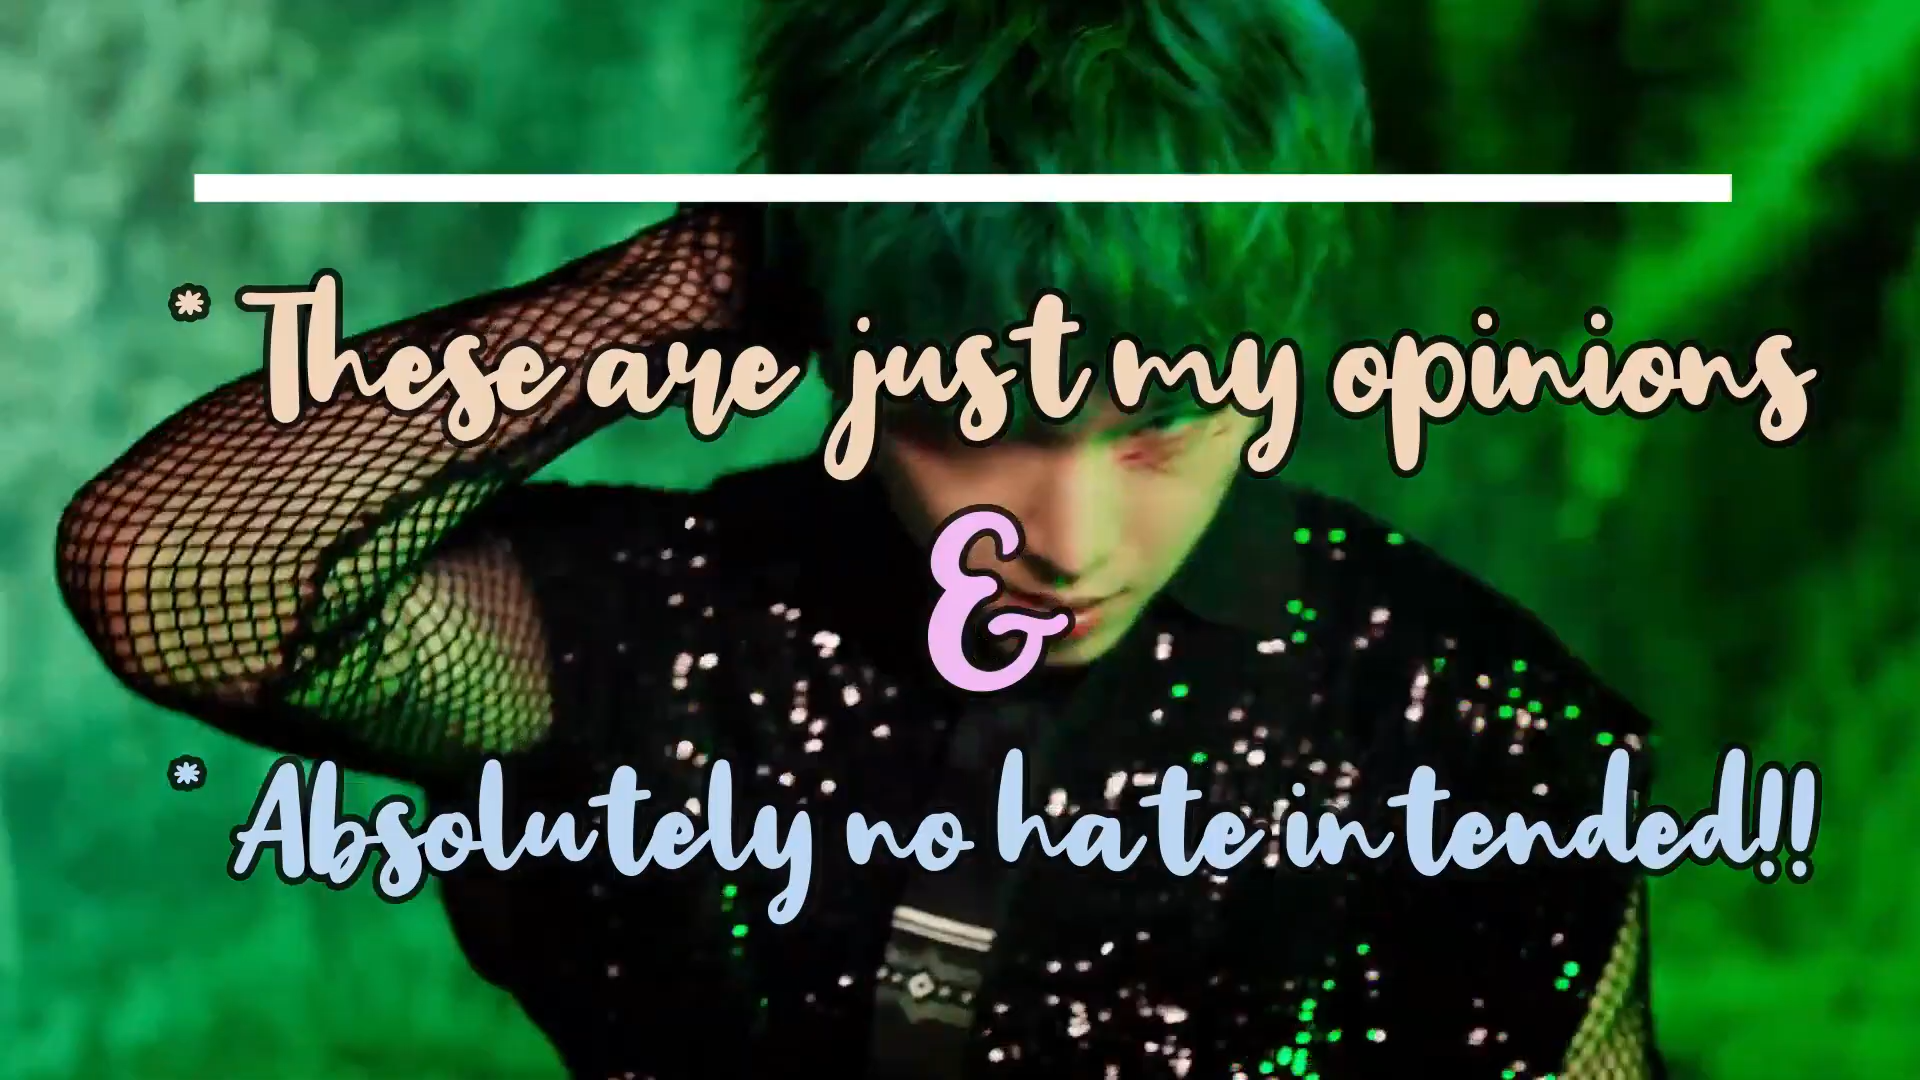 * These are just my opinions
&
* Absolutely no hate intended!!